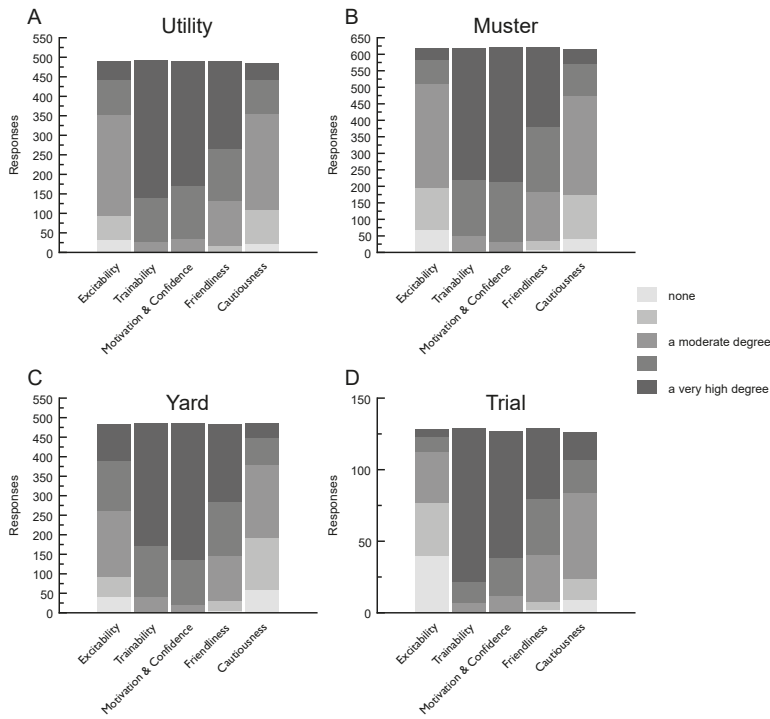 A
Utility
550
500
450
400
350
300
250
200
150
100
50
0
Responses
Excitability
Trainability
Motivation & Confidence
Friendliness
Cautiousness
B
Muster
650
600
550
500
450
400
350
300
250
200
150
100
50
0
Responses
Excitability
Trainability
Motivation & Confidence
Friendliness
Cautiousness
none
a moderate degree
a very high degree
C
Yard
550
500
450
400
350
300
250
200
150
100
50
0
Responses
Excitability
Trainability
Motivation & Confidence
Friendliness
Cautiousness
D
Trial
150
100
50
0
Responses
Excitability
Trainability
Motivation & Confidence
Friendliness
Cautiousness